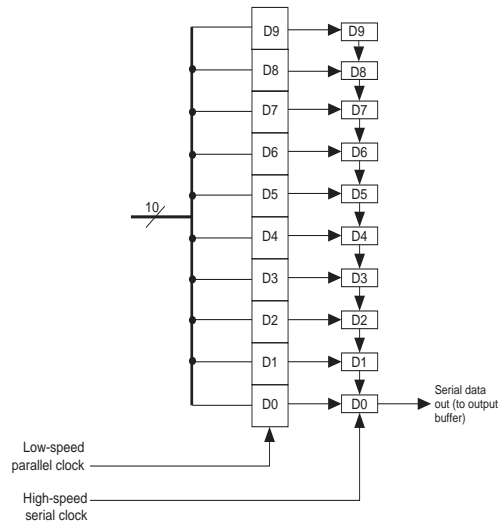 D9 D9
D8 D8
D7 D7
D6 D6
D5 D5
10
D4 D4
D3 D3
D2 D2
D1 D1
D0 D0
Serial data
out (to output
buffer)
Low-speed
parallel clock
High-speed
serial clock